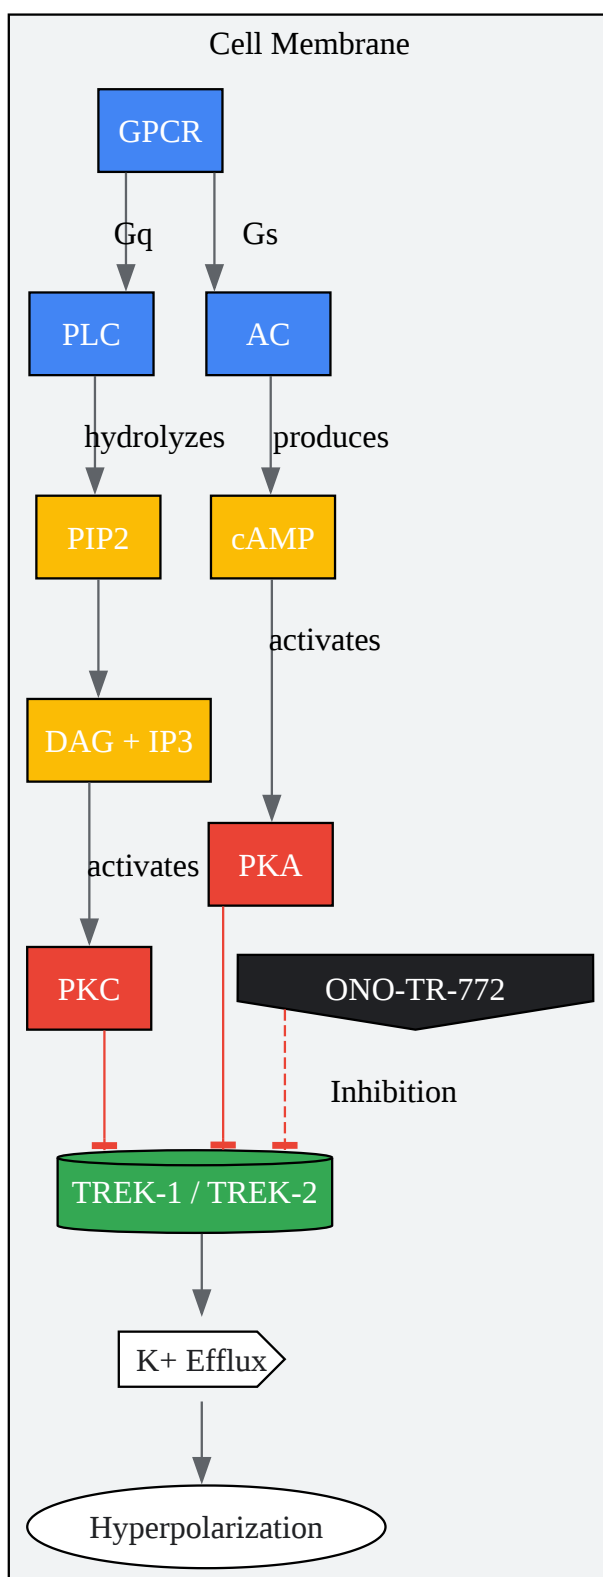 Cell Membrane
GPCR
Gq
Gs
PLC
AC
hydrolyzes
produces
PIP2
cAMP
activates
DAG + IP3
activates
PKA
PKC
ONO-TR-772
Inhibition
TREK-1 / TREK-2
K+ Efflux
Hyperpolarization